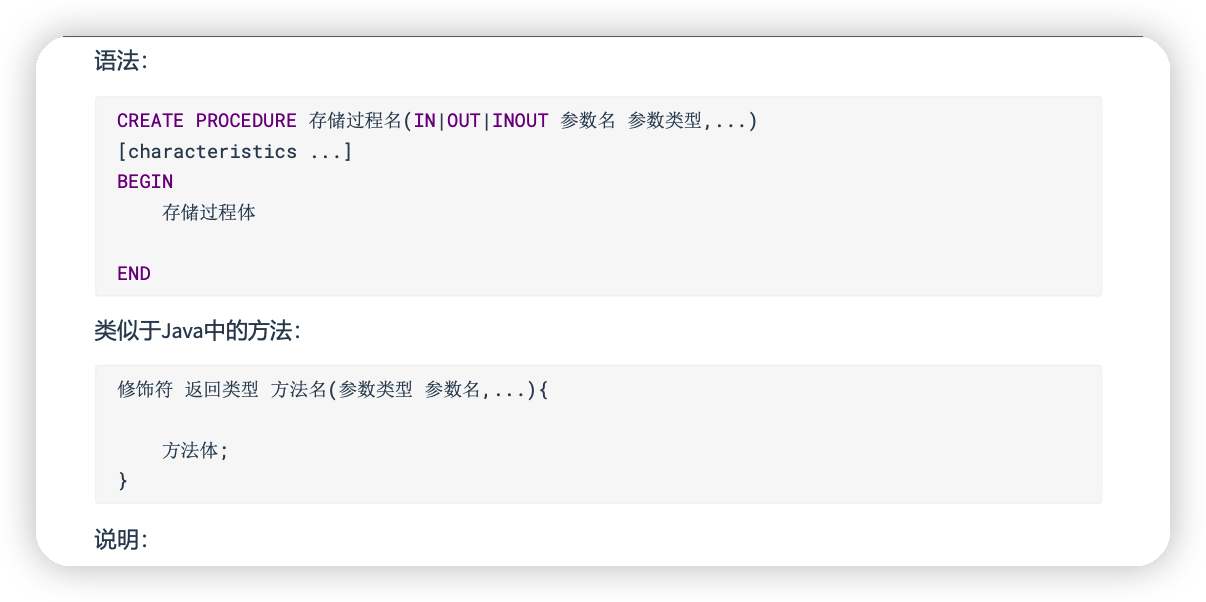 语法：
CREATE PROCEDURE 存储过程名(IN|OUT|INOUT 参数名 参数类型,...)
[characteristics ...]
BEGIN
    存储过程体
END
类似于Java中的方法：
修饰符 返回类型 方法名(参数类型 参数名,...){
    方法体;
}
说明：